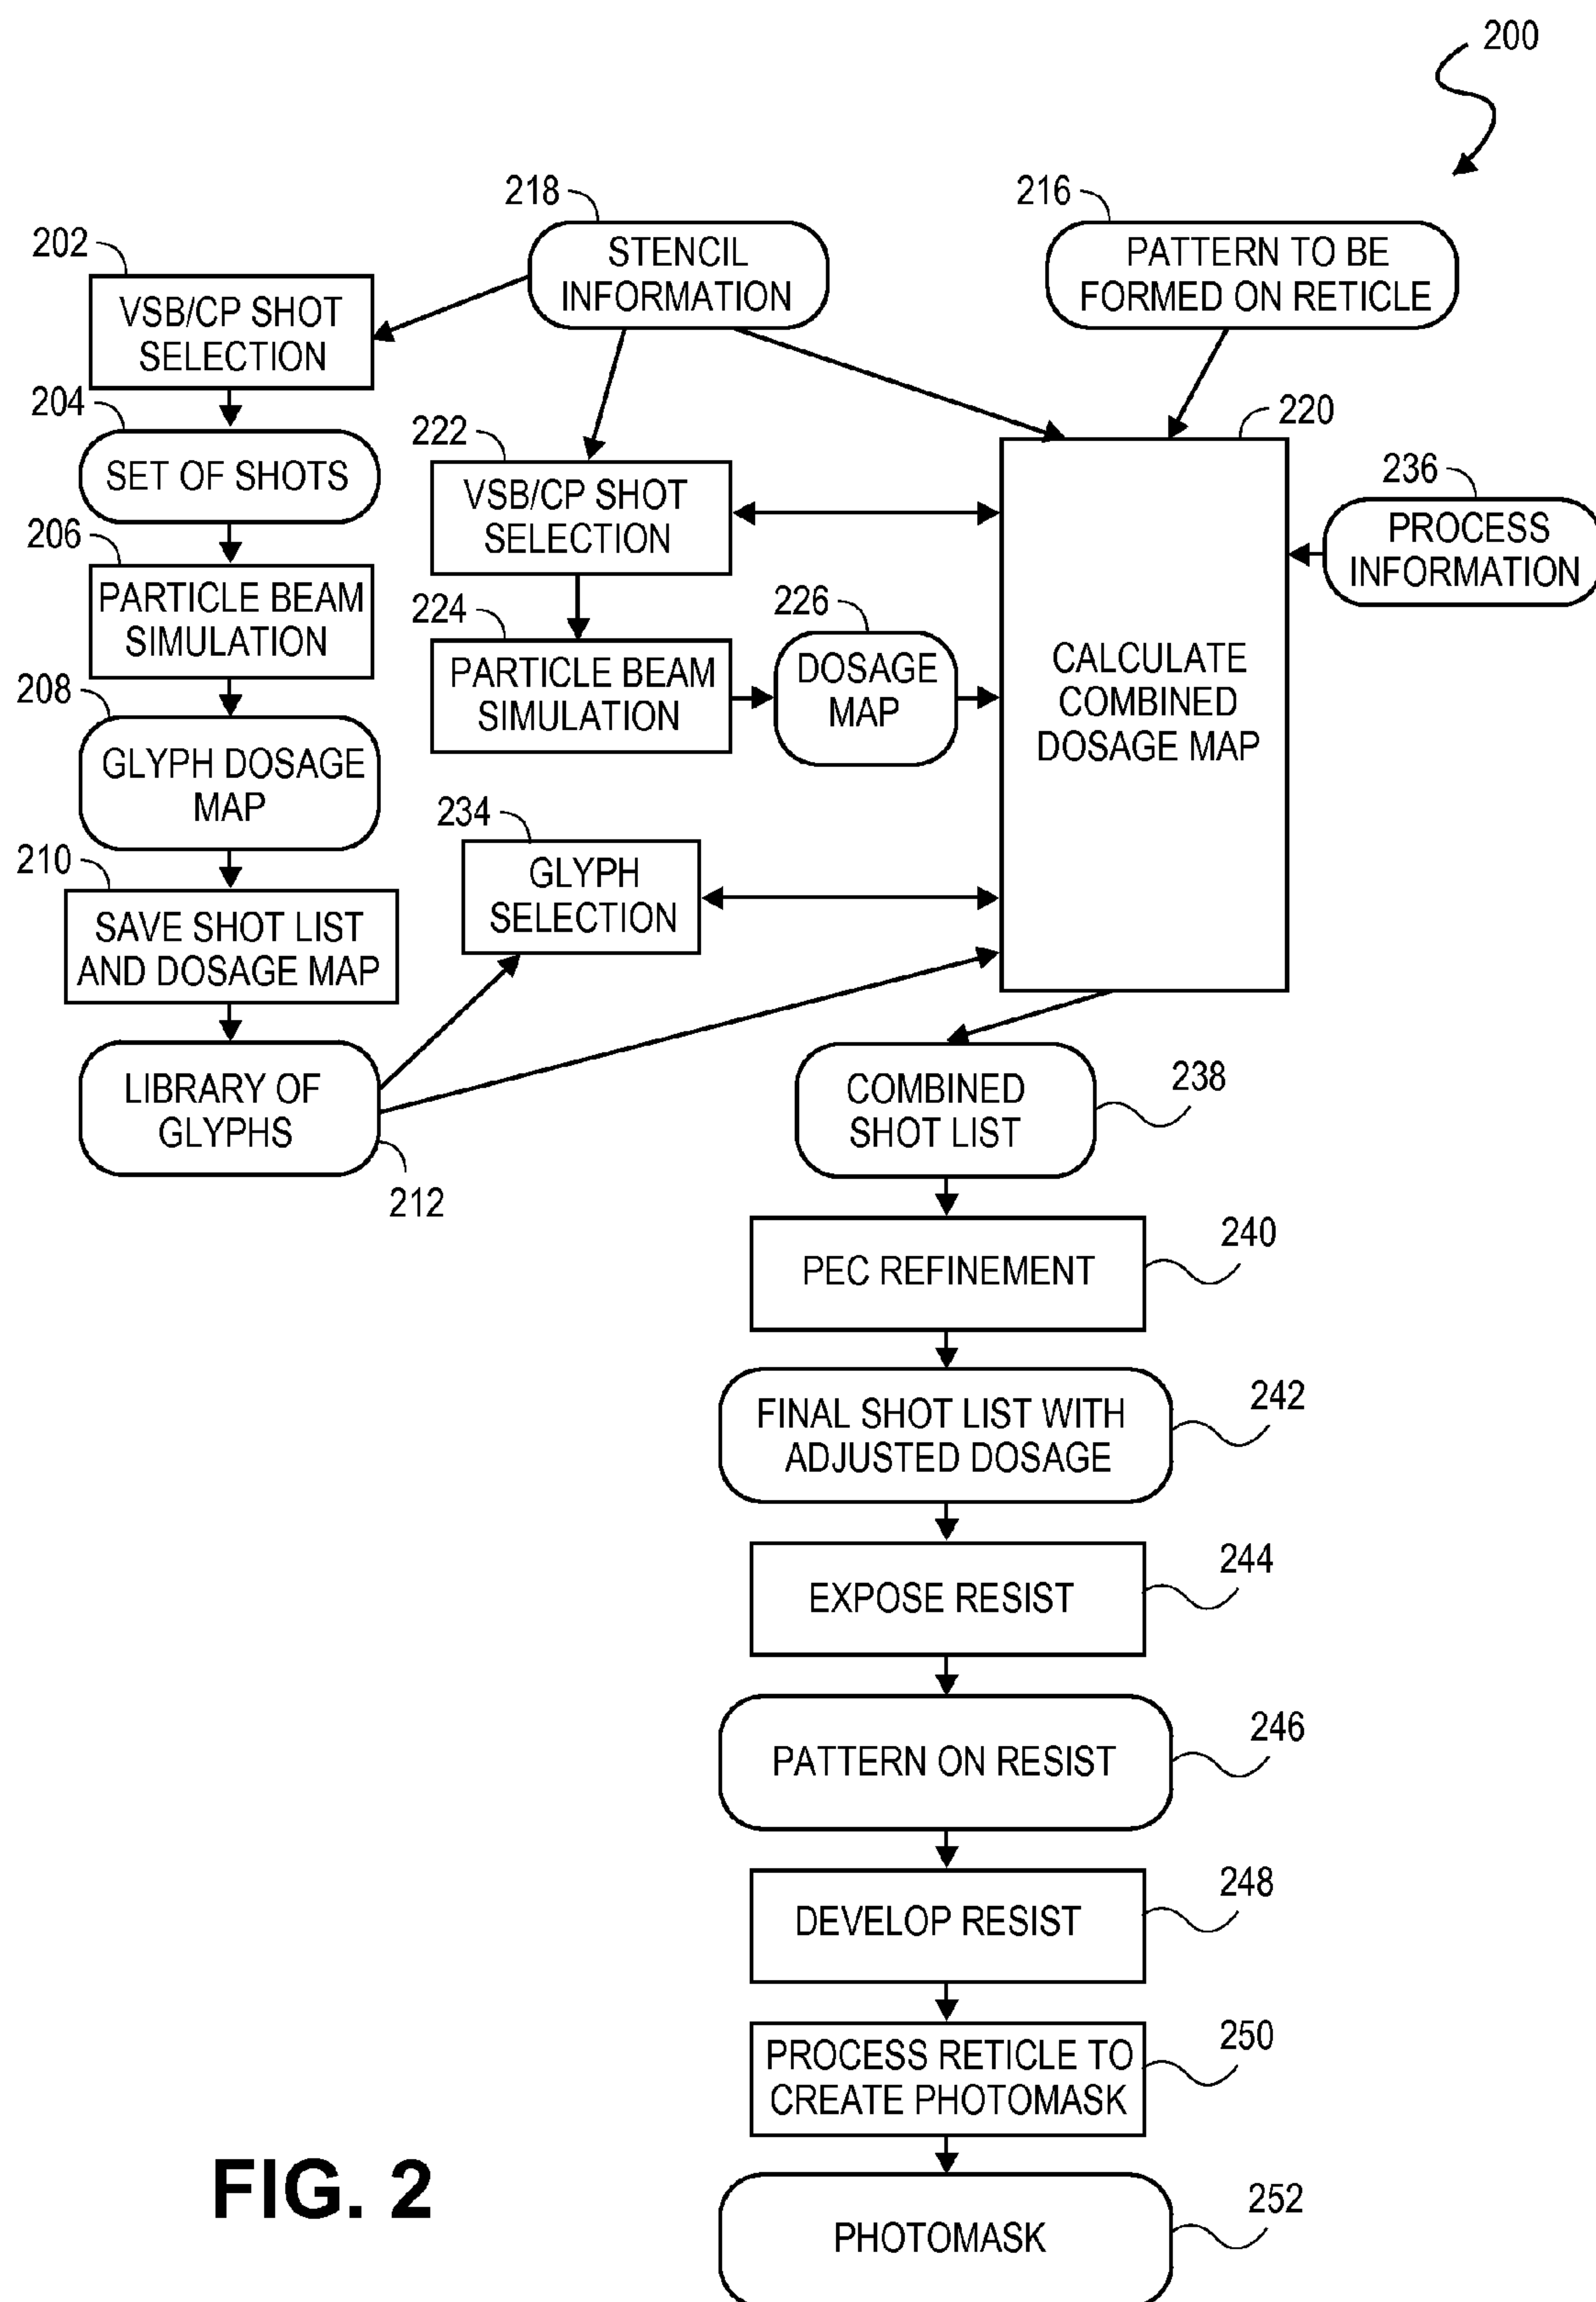 200
218
216
202
STENCIL
INFORMATION
PATTERN TO BE
FORMED ON RETICLE
VSB/CP SHOT
SELECTION
204
222
220
SET OF SHOTS
VSB/CP SHOT
SELECTION
236
PROCESS
INFORMATION
206
PARTICLE BEAM
SIMULATION
224
226
PARTICLE BEAM
SIMULATION
DOSAGE
MAP
CALCULATE
COMBINED
DOSAGE MAP
208
GLYPH DOSAGE
MAP
234
GLYPH
SELECTION
210
SAVE SHOT LIST
AND DOSAGE MAP
LIBRARY OF
GLYPHS
212
COMBINED
SHOT LIST
238
PEC REFINEMENT
240
FINAL SHOT LIST WITH
ADJUSTED DOSAGE
242
EXPOSE RESIST
244
PATTERN ON RESIST
246
DEVELOP RESIST
248
PROCESS RETICLE TO
CREATE PHOTOMASK
250
PHOTOMASK
252
FIG. 2